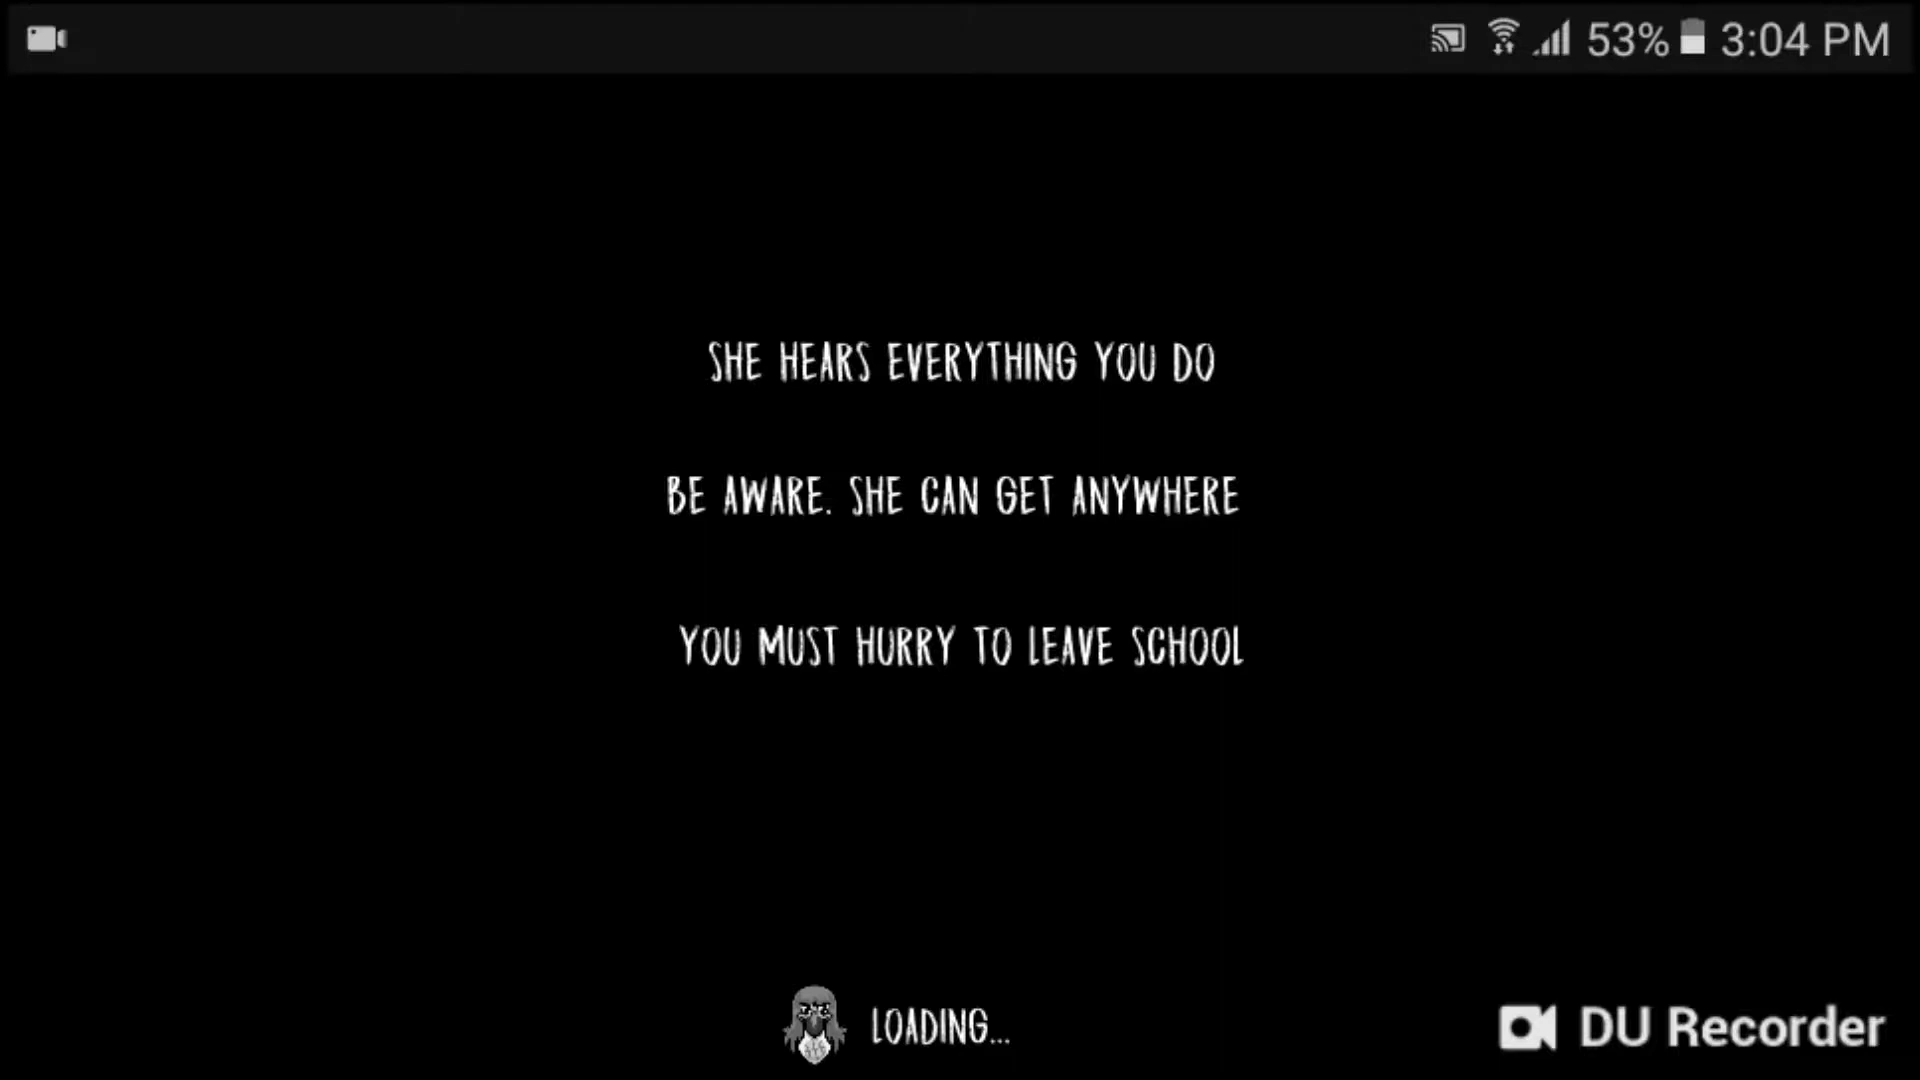 53% 3:04 PM
SHE HEARS EVERYTHING YOU DO
BE AWARE. SHE CAN GET ANYWHERE
YOU MUST HURRY TO LEAVE SCHOOL
LOADING...
DU Recorder